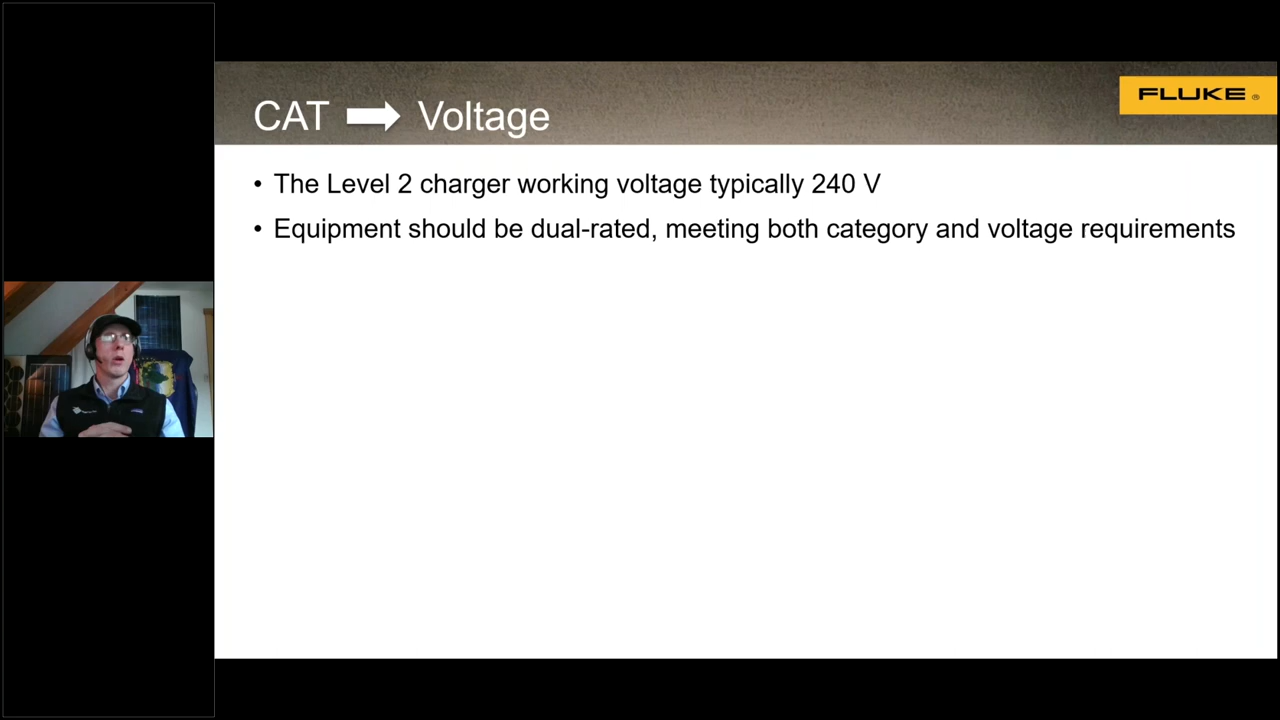 CAT Voltage
FLUKE ®
• The Level 2 charger working voltage typically 240 V
• Equipment should be dual-rated, meeting both category and voltage requirements